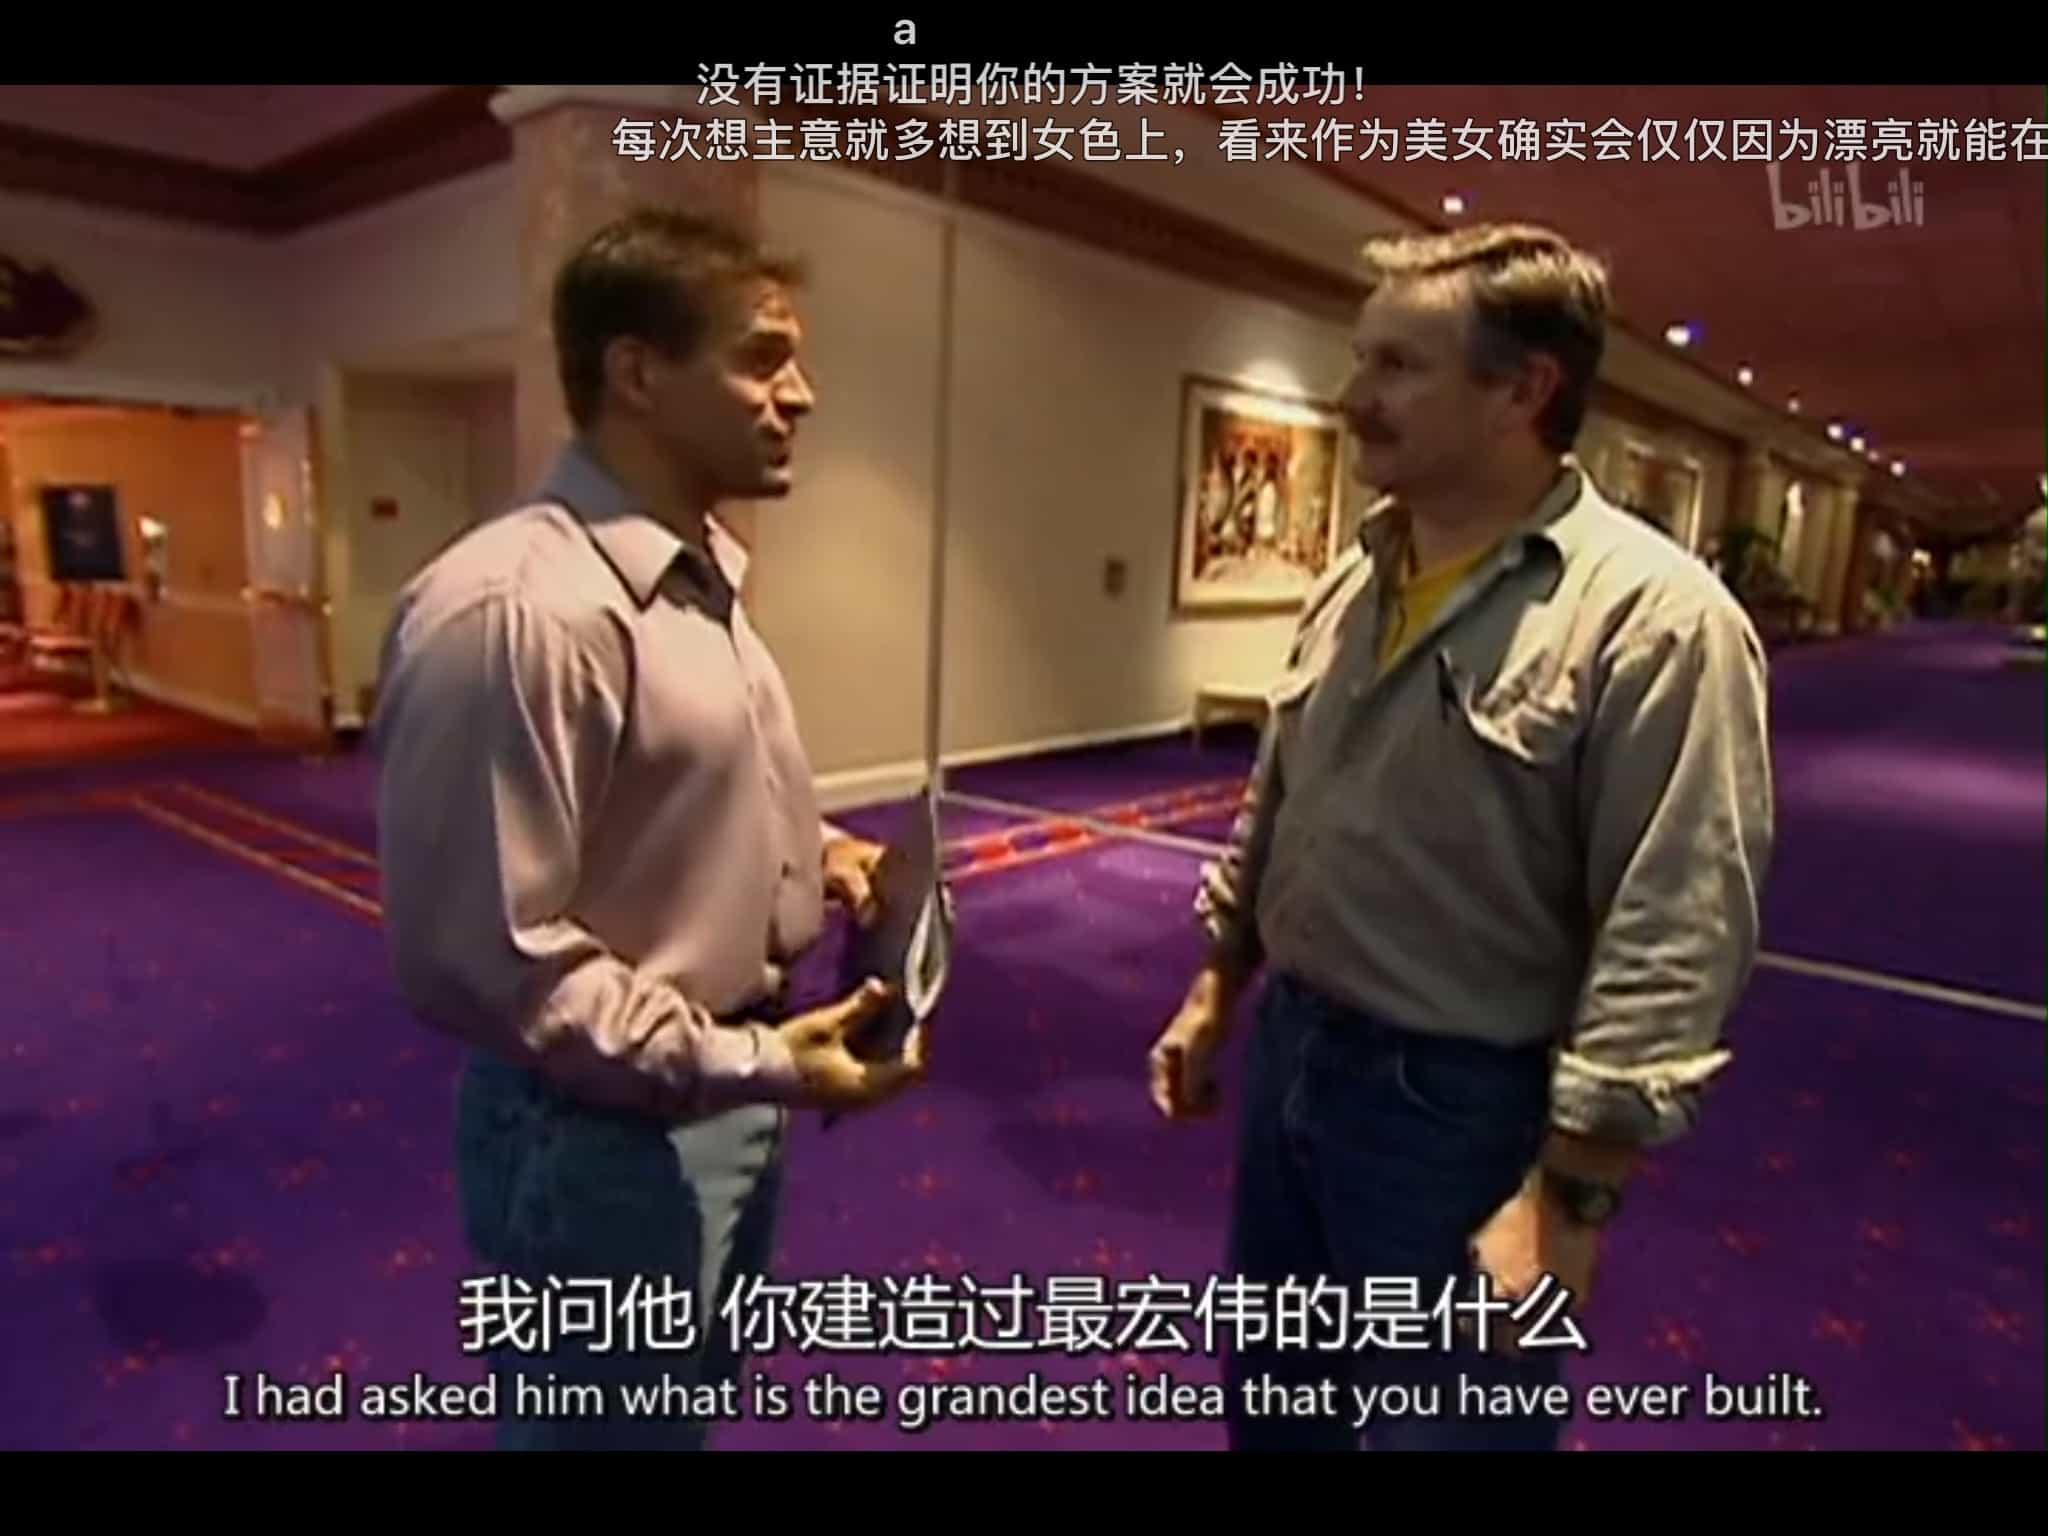 a
没有证据证明你的方案就会成功！
每次想主意就多想到女色上，看来作为美女确实会仅仅因为漂亮就能在
bilibili
我问他 你建造过最宏伟的是什么
I had asked him what is the grandest idea that you have ever built.